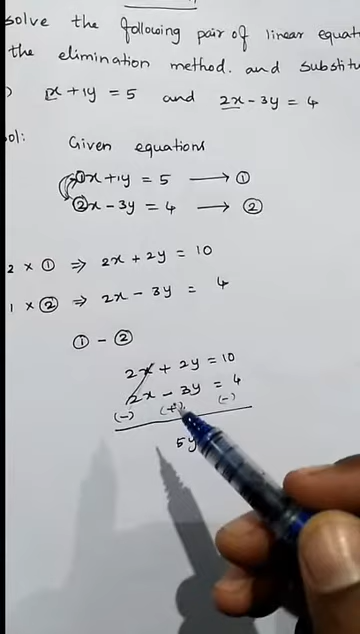 solve the following pair of linear
the elimination method. and
) 1x + 1y = 5 and 2x - 3y = 4
Given equations
1x + 1y = 5 → ①
2x - 3y = 4 → ②
2 × ① ⇒ 2x + 2y = 10
1 × ② ⇒ 2x - 3y = 4
① - ②
2x + 2y = 10
2x - 3y = 4
(-) (+) (-)
5y